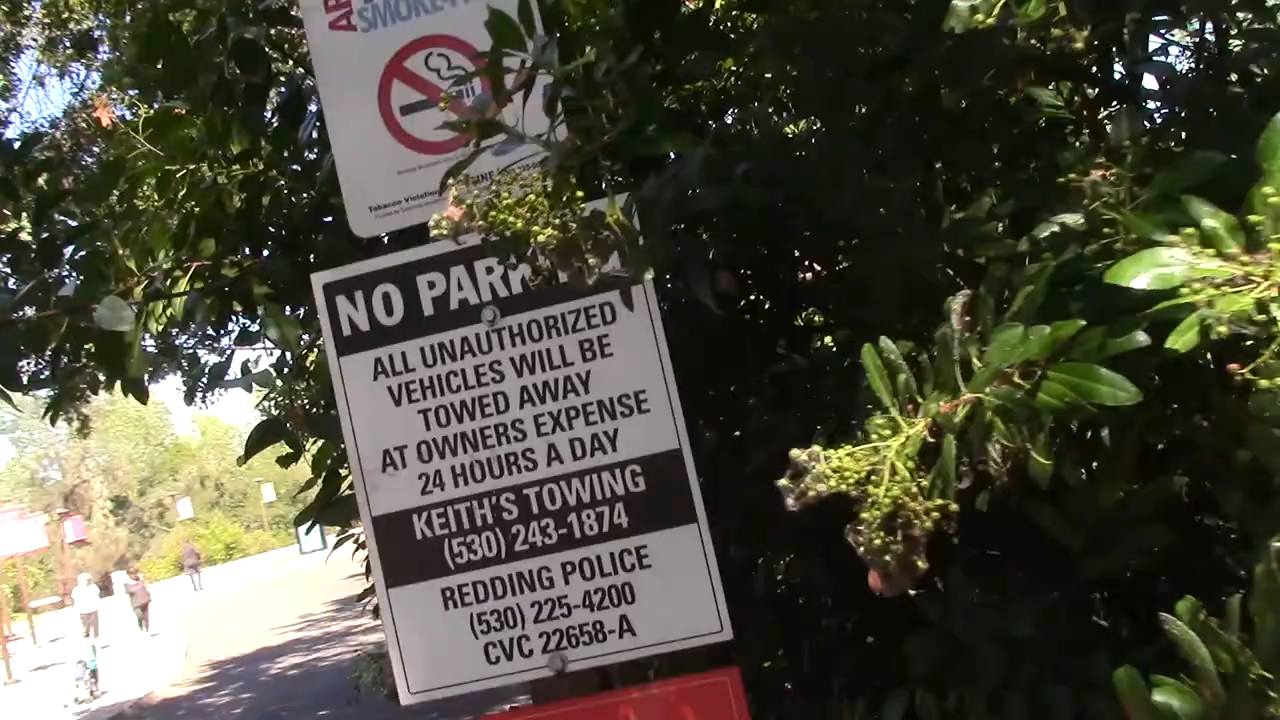 SMOKE
Tobacco
NO PARK
ALL UNAUTHORIZED
VEHICLES WILL BE
TOWED AWAY
AT OWNERS EXPENSE
24 HOURS A DAY
KEITH'S TOWING
(530) 243-1874
REDDING POLICE
(530) 225-4200
CVC 22658-A